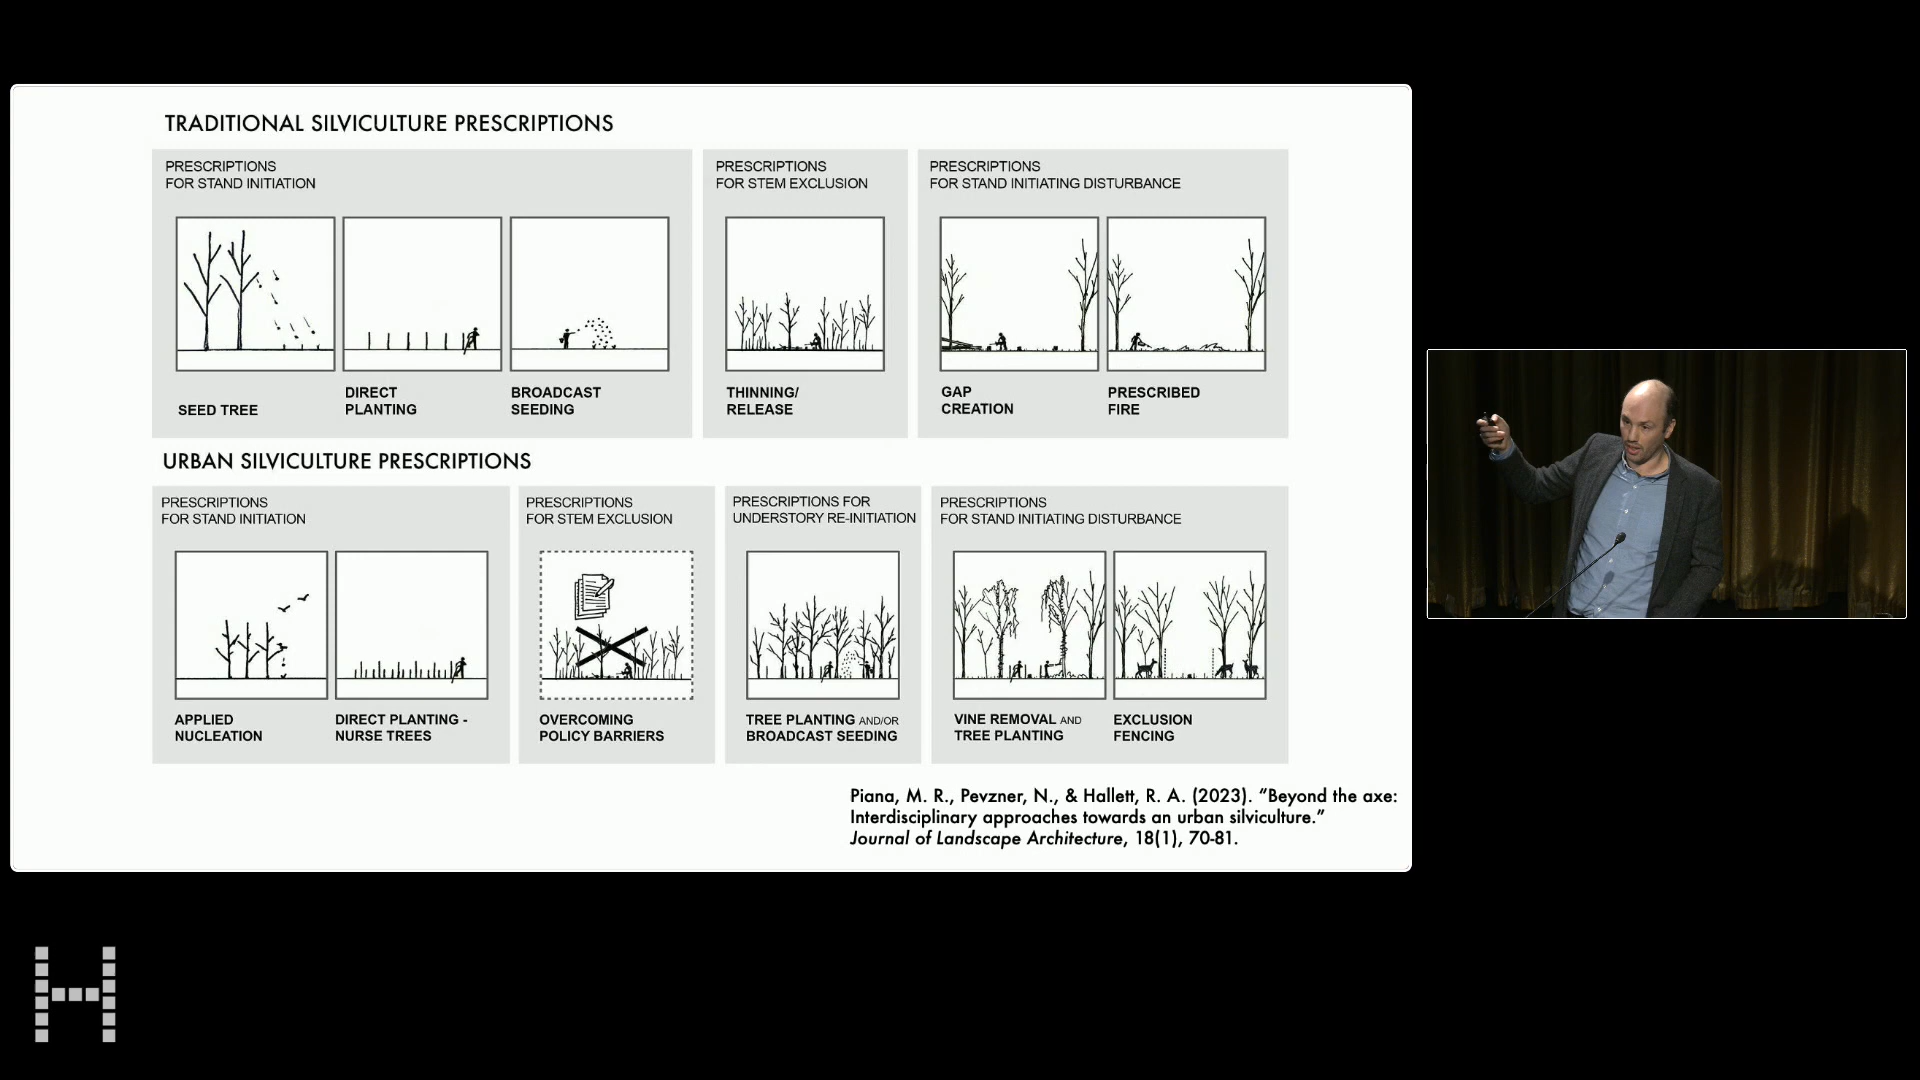 TRADITIONAL SILVICULTURE PRESCRIPTIONS
PRESCRIPTIONS
FOR STAND INITIATION
SEED TREE
DIRECT
PLANTING
BROADCAST
SEEDING
PRESCRIPTIONS
FOR STEM EXCLUSION
THINNING/
RELEASE
PRESCRIPTIONS
FOR STAND INITIATING DISTURBANCE
GAP
CREATION
PRESCRIBED
FIRE
URBAN SILVICULTURE PRESCRIPTIONS
PRESCRIPTIONS
FOR STAND INITIATION
APPLIED
NUCLEATION
DIRECT PLANTING -
NURSE TREES
PRESCRIPTIONS
FOR STEM EXCLUSION
OVERCOMING
POLICY BARRIERS
PRESCRIPTIONS FOR
UNDERSTORY RE-INITIATION
TREE PLANTING AND/OR
BROADCAST SEEDING
PRESCRIPTIONS
FOR STAND INITIATING DISTURBANCE
VINE REMOVAL AND
TREE PLANTING
EXCLUSION
FENCING
Piana, M. R., Pevzner, N., & Hallett, R. A. (2023). “Beyond the axe:
Interdisciplinary approaches towards an urban silviculture.”
Journal of Landscape Architecture, 18(1), 70-81.
H